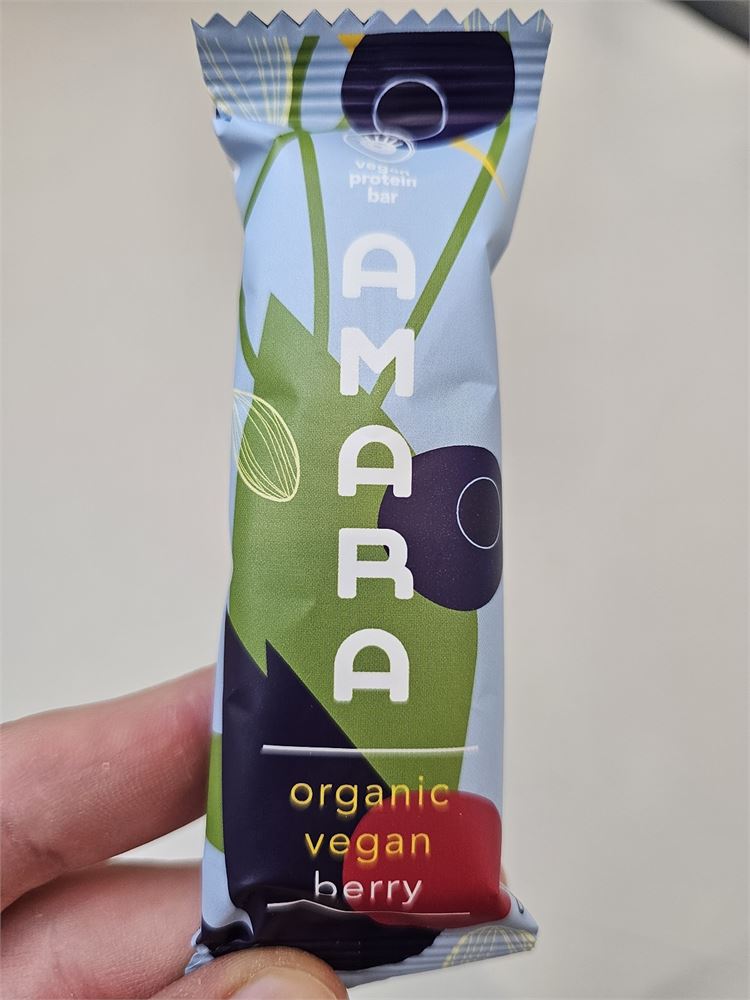 vegan
protein
bar
AMARA
organic
vegan
berry